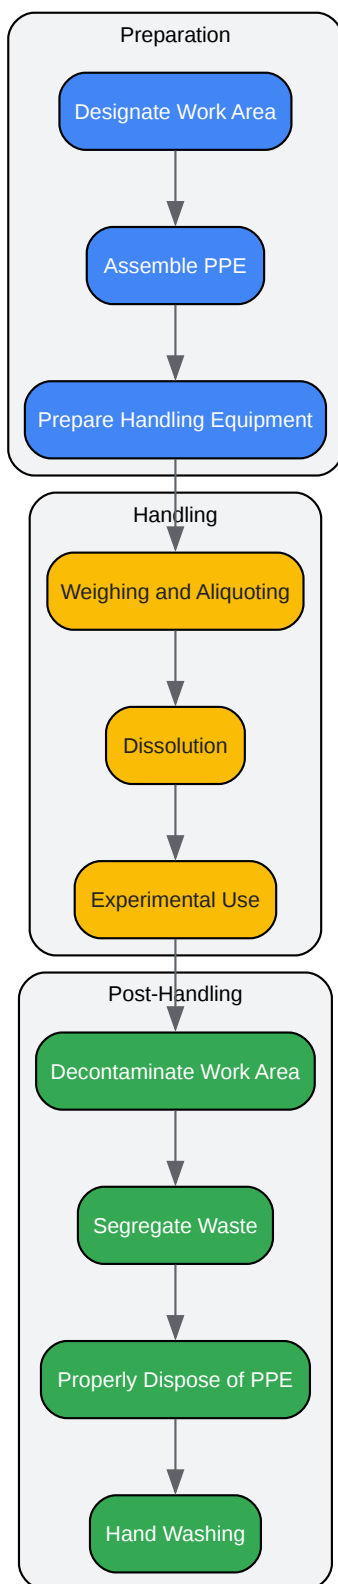 Preparation
Designate Work Area
Assemble PPE
Prepare Handling Equipment
Handling
Weighing and Aliquoting
Dissolution
Experimental Use
Post-Handling
Decontaminate Work Area
Segregate Waste
Properly Dispose of PPE
Hand Washing